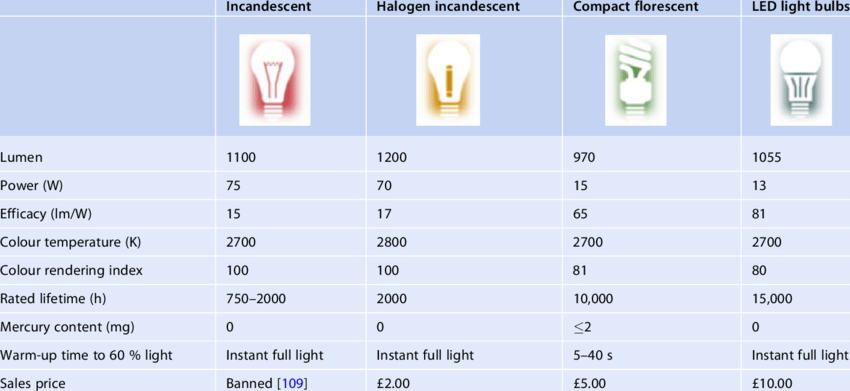 Incandescent Halogen incandescent Compact florescent LED light bulbs
Lumen 1100 1200 970 1055
Power (W) 75 70 15 13
Efficacy (lm/W) 15 17 65 81
Colour temperature (K) 2700 2800 2700 2700
Colour rendering index 100 100 81 80
Rated lifetime (h) 750–2000 2000 10,000 15,000
Mercury content (mg) 0 0 ≤2 0
Warm-up time to 60 % light Instant full light Instant full light 5–40 s Instant full light
Sales price Banned [109] £2.00 £5.00 £10.00